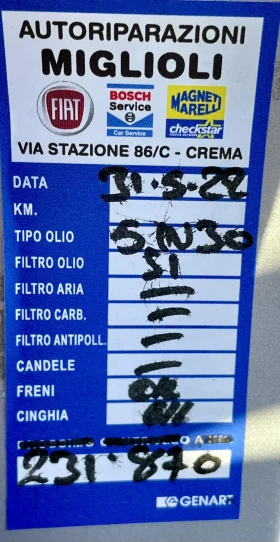 AUTORIPARAZIONI
MIGLIOLI
FIAT
BOSCH
Service
Car Service
MAGNETI
MARELLI
checkstar
VIA STAZIONE 86/C - CREMA
DATA 31-5-22
KM.
TIPO OLIO 5W30
FILTRO OLIO SI
FILTRO ARIA —
FILTRO CARB. —
FILTRO ANTIPOLL. —
CANDELE —
FRENI OK
CINGHIA
231.870
GENART